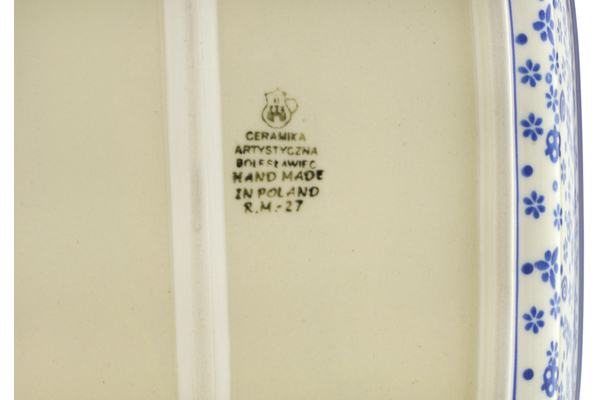 CERAMIKA
ARTYSTYCZNA
BOLESŁAWIEC
HAND MADE
IN POLAND
R.M.-27